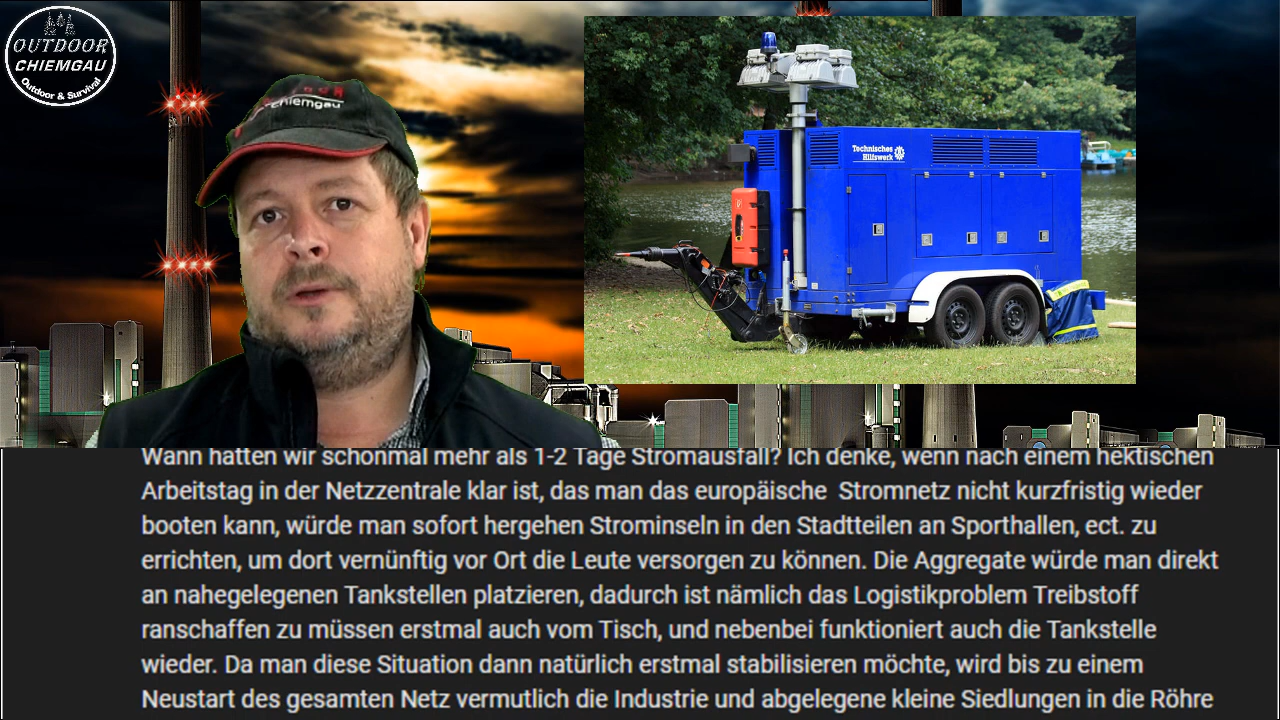 OUTDOOR
CHIEMGAU
Outdoor & Survival
chiemgau
Technisches
Hilfswerk
Wann hatten wir schonmal mehr als 1-2 Tage Stromausfall? Ich denke, wenn nach einem hektischen
Arbeitstag in der Netzzentrale klar ist, das man das europäische Stromnetz nicht kurzfristig wieder
booten kann, würde man sofort hergehen Strominseln in den Stadtteilen an Sporthallen, ect. zu
errichten, um dort vernünftig vor Ort die Leute versorgen zu können. Die Aggregate würde man direkt
an nahegelegenen Tankstellen platzieren, dadurch ist nämlich das Logistikproblem Treibstoff
ranschaffen zu müssen erstmal auch vom Tisch, und nebenbei funktioniert auch die Tankstelle
wieder. Da man diese Situation dann natürlich erstmal stabilisieren möchte, wird bis zu einem
Neustart des gesamten Netz vermutlich die Industrie und abgelegene kleine Siedlungen in die Röhre